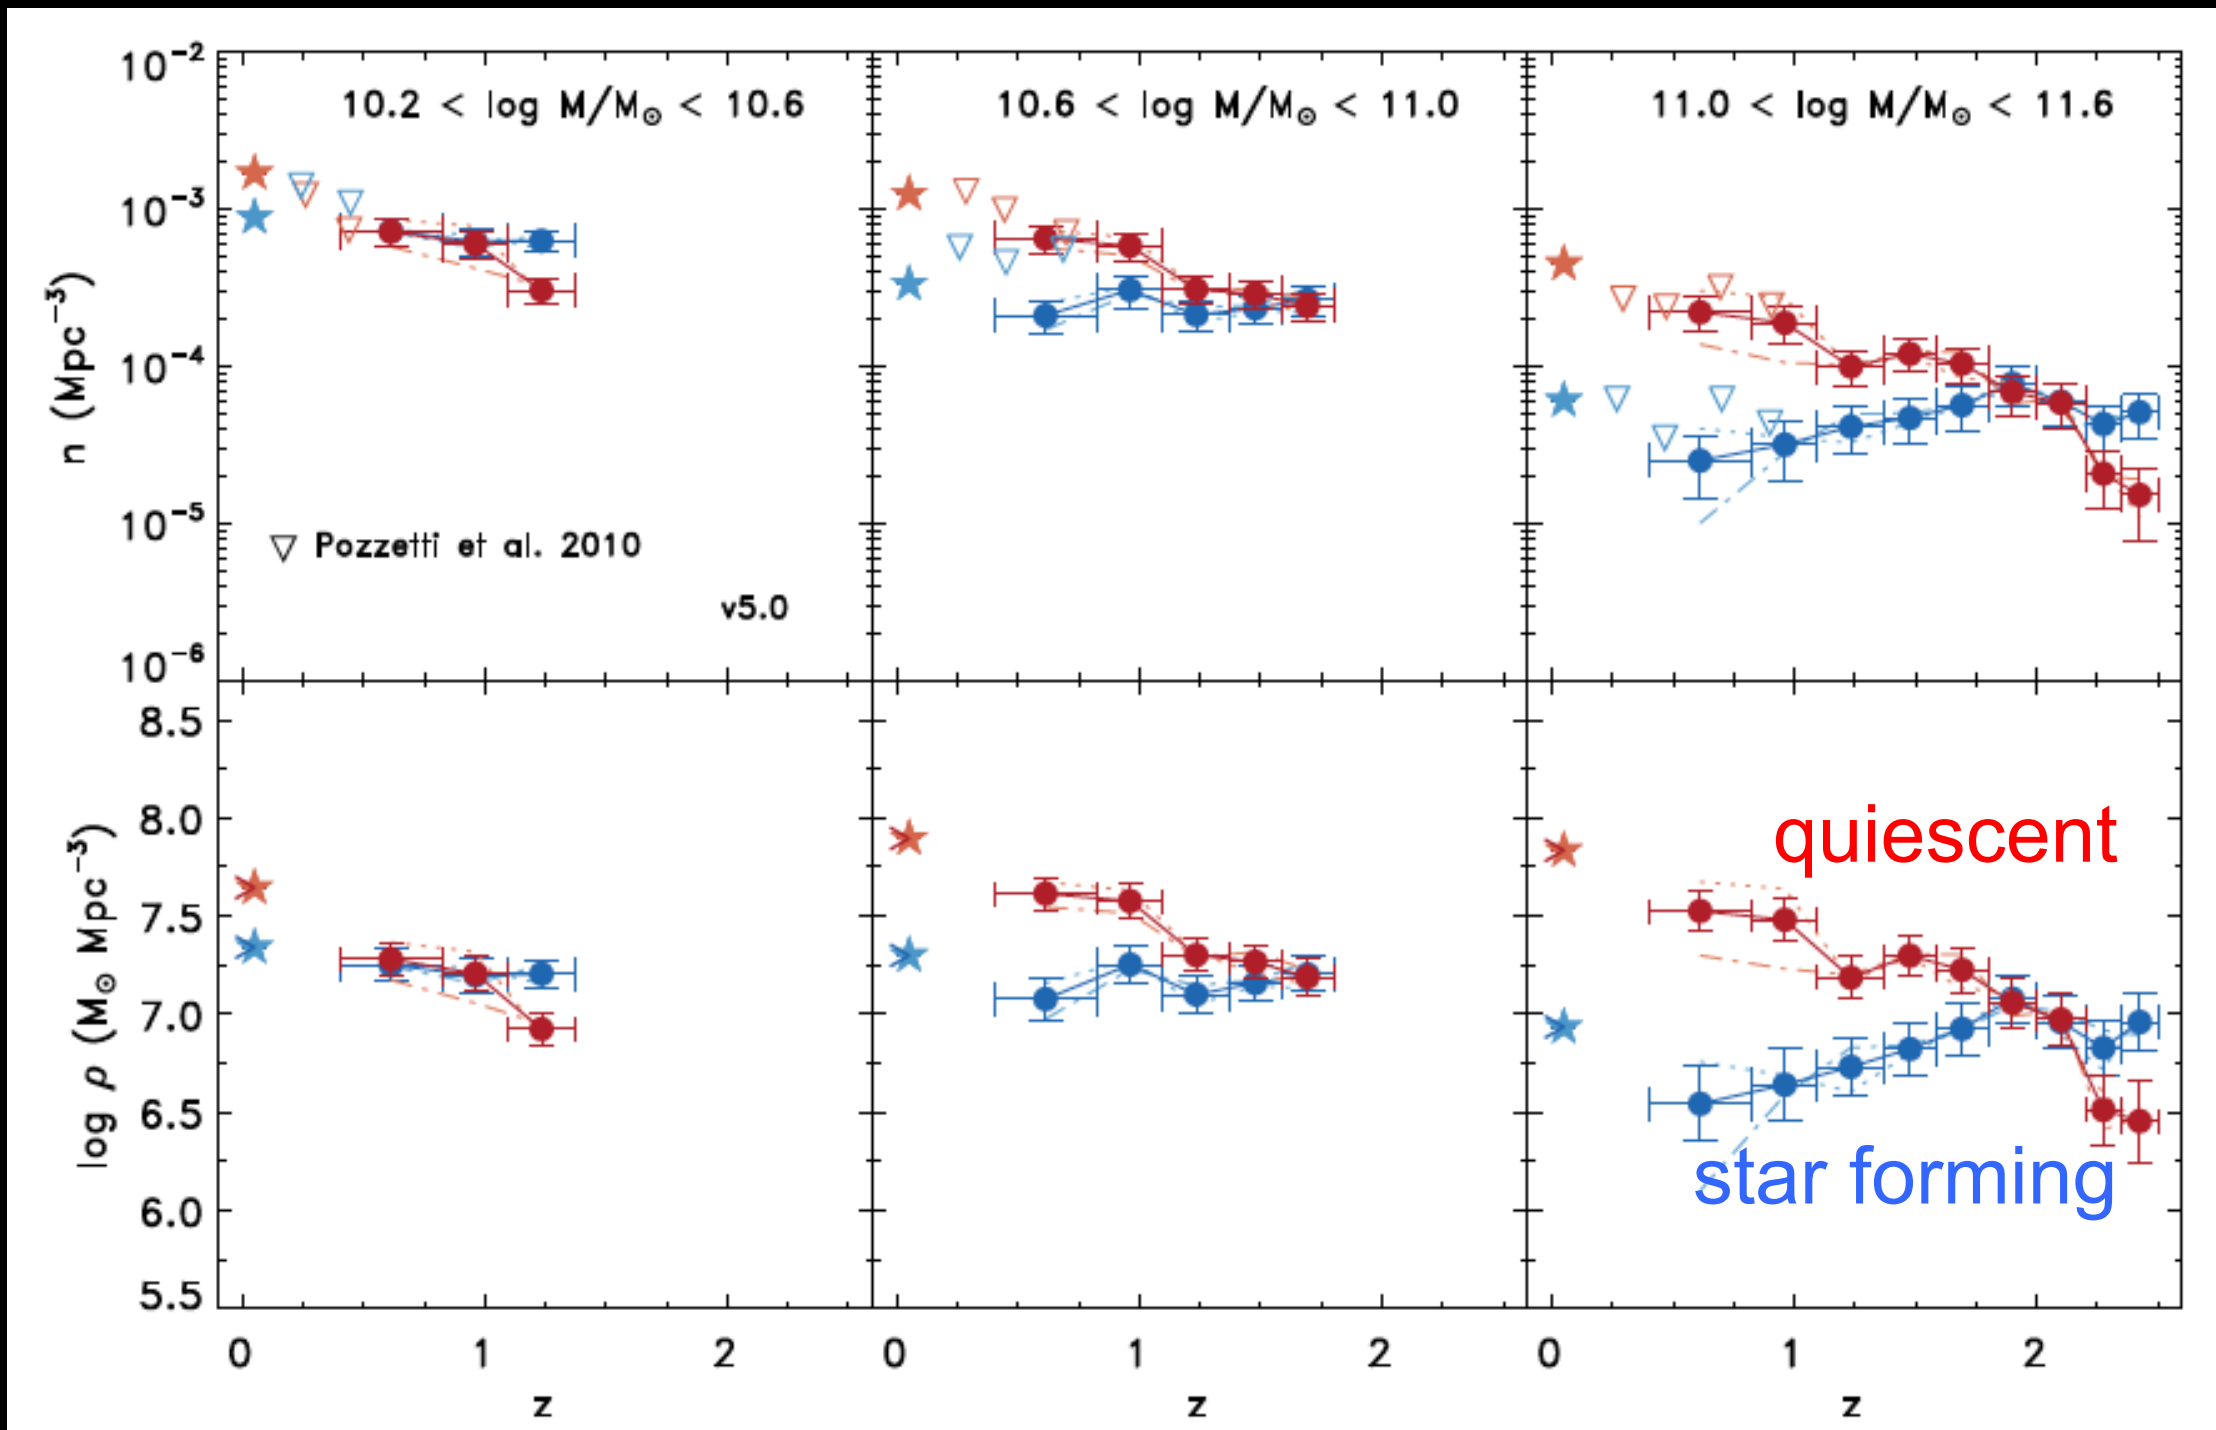 10⁻²
10⁻³
10⁻⁴
10⁻⁵
10⁻⁶
n (Mpc⁻³)
10.2 < log M/M⊙ < 10.6
10.6 < log M/M⊙ < 11.0
11.0 < log M/M⊙ < 11.6
▽ Pozzetti et al. 2010
v5.0
8.5
8.0
7.5
7.0
6.5
6.0
5.5
log ρ (M⊙ Mpc⁻³)
quiescent
star forming
0 1 2
0 1 2
0 1 2
z
z
z